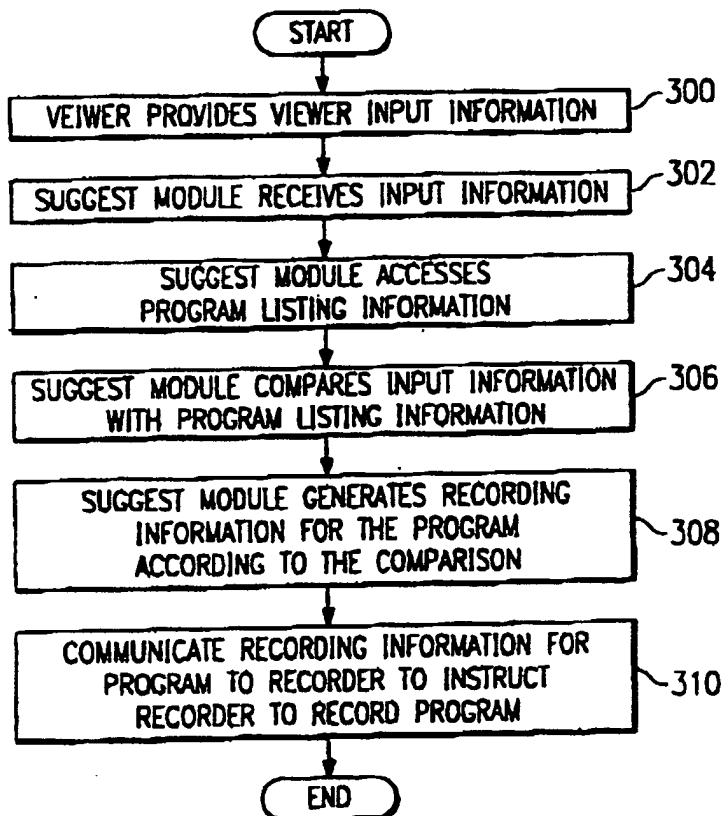 START
VEIWER PROVIDES VIEWER INPUT INFORMATION
300
SUGGEST MODULE RECEIVES INPUT INFORMATION
302
SUGGEST MODULE ACCESSES
PROGRAM LISTING INFORMATION
304
SUGGEST MODULE COMPARES INPUT INFORMATION
WITH PROGRAM LISTING INFORMATION
306
SUGGEST MODULE GENERATES RECORDING
INFORMATION FOR THE PROGRAM
ACCORDING TO THE COMPARISON
308
COMMUNICATE RECORDING INFORMATION FOR
PROGRAM TO RECORDER TO INSTRUCT
RECORDER TO RECORD PROGRAM
310
END